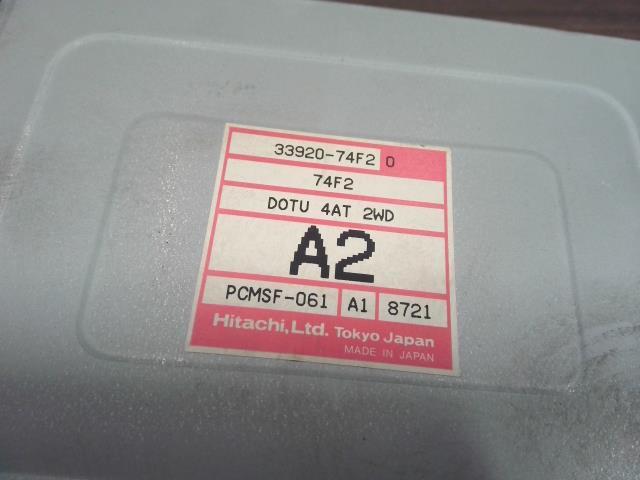 33920-74F2 0
74F2
DOTU 4AT 2WD
A2
PCMSF-061 A1 8721
Hitachi, Ltd. Tokyo Japan
MADE IN JAPAN